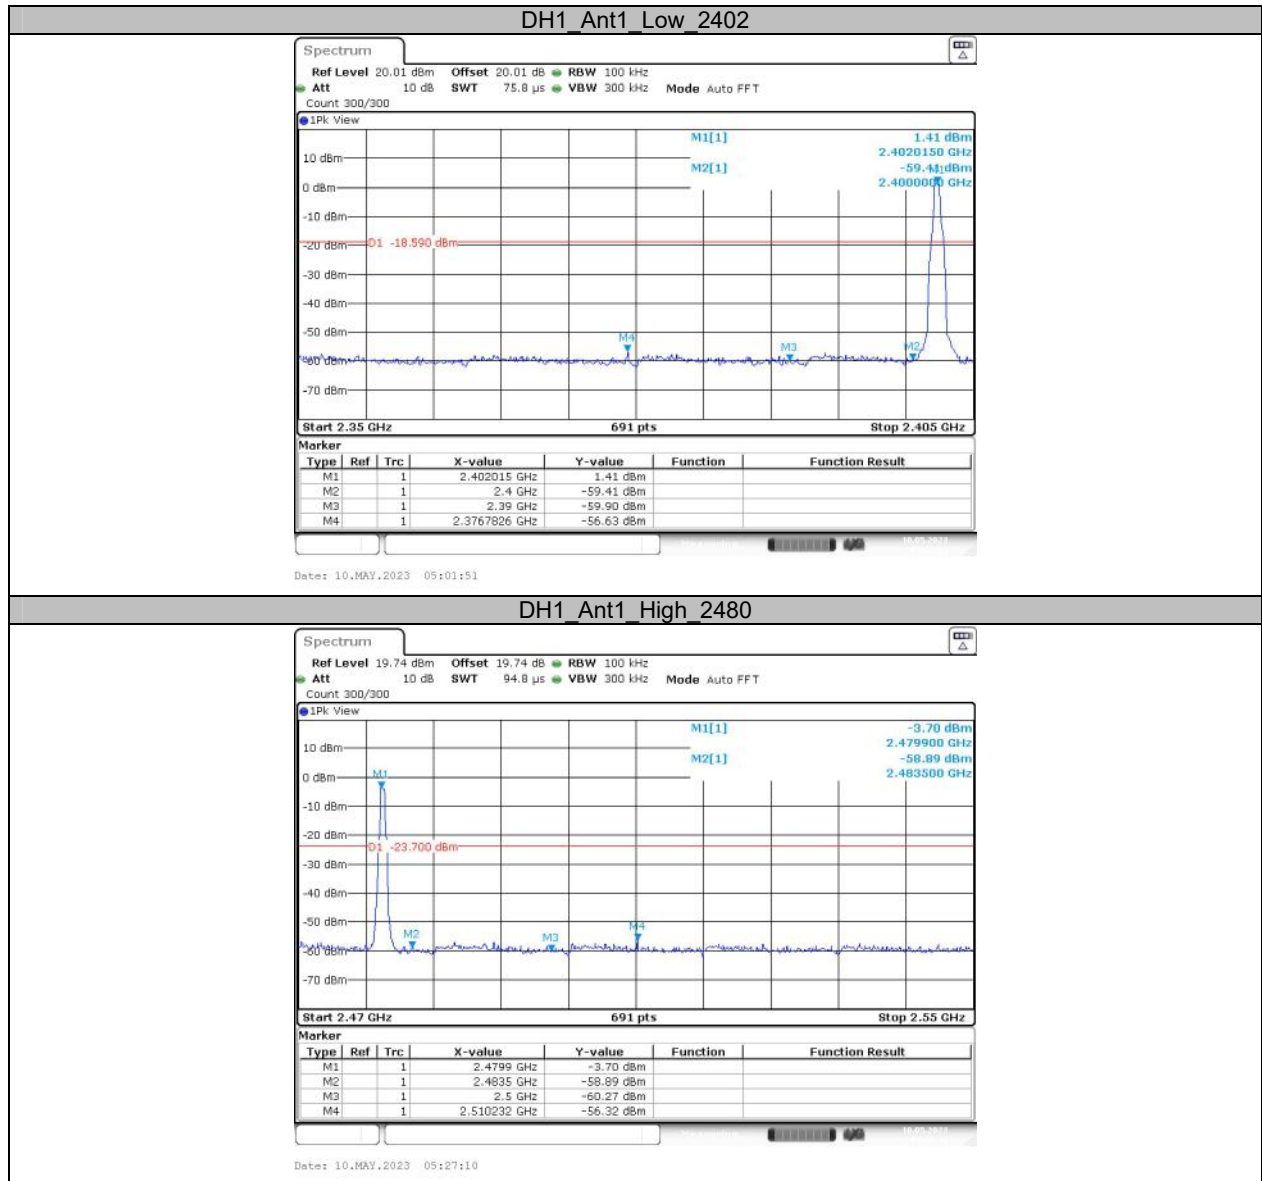 DH1_Ant1_Low_2402
Spectrum
Ref Level 20.01 dBm Offset 20.01 dB RBW 100 kHz
Att 10 dB SWT 75.8 µs VBW 300 kHz Mode Auto FFT
Count 300/300
1Pk View
M1[1] 1.41 dBm
2.4020150 GHz
10 dBm
M2[1] -59.41 dBm
M1
0 dBm 2.4000000 GHz
-10 dBm
-20 dBm D1 -18.590 dBm
-30 dBm
-40 dBm
-50 dBm
M4 M3 M2
-60 dBm
-70 dBm
Start 2.35 GHz 691 pts Stop 2.405 GHz
Marker
Type Ref Trc X-value Y-value Function Function Result
M1 1 2.402015 GHz 1.41 dBm
M2 1 2.4 GHz -59.41 dBm
M3 1 2.39 GHz -59.90 dBm
M4 1 2.3767826 GHz -56.63 dBm
Date: 10.MAY.2023 05:01:51
DH1_Ant1_High_2480
Spectrum
Ref Level 19.74 dBm Offset 19.74 dB RBW 100 kHz
Att 10 dB SWT 94.8 µs VBW 300 kHz Mode Auto FFT
Count 300/300
1Pk View
M1[1] -3.70 dBm
2.479900 GHz
10 dBm
M2[1] -58.89 dBm
0 dBm M1 2.483500 GHz
-10 dBm
-20 dBm
D1 -23.700 dBm
-30 dBm
-40 dBm
-50 dBm
M2 M3 M4
-60 dBm
-70 dBm
Start 2.47 GHz 691 pts Stop 2.55 GHz
Marker
Type Ref Trc X-value Y-value Function Function Result
M1 1 2.4799 GHz -3.70 dBm
M2 1 2.4835 GHz -58.89 dBm
M3 1 2.5 GHz -60.27 dBm
M4 1 2.510232 GHz -56.32 dBm
Date: 10.MAY.2023 05:27:10